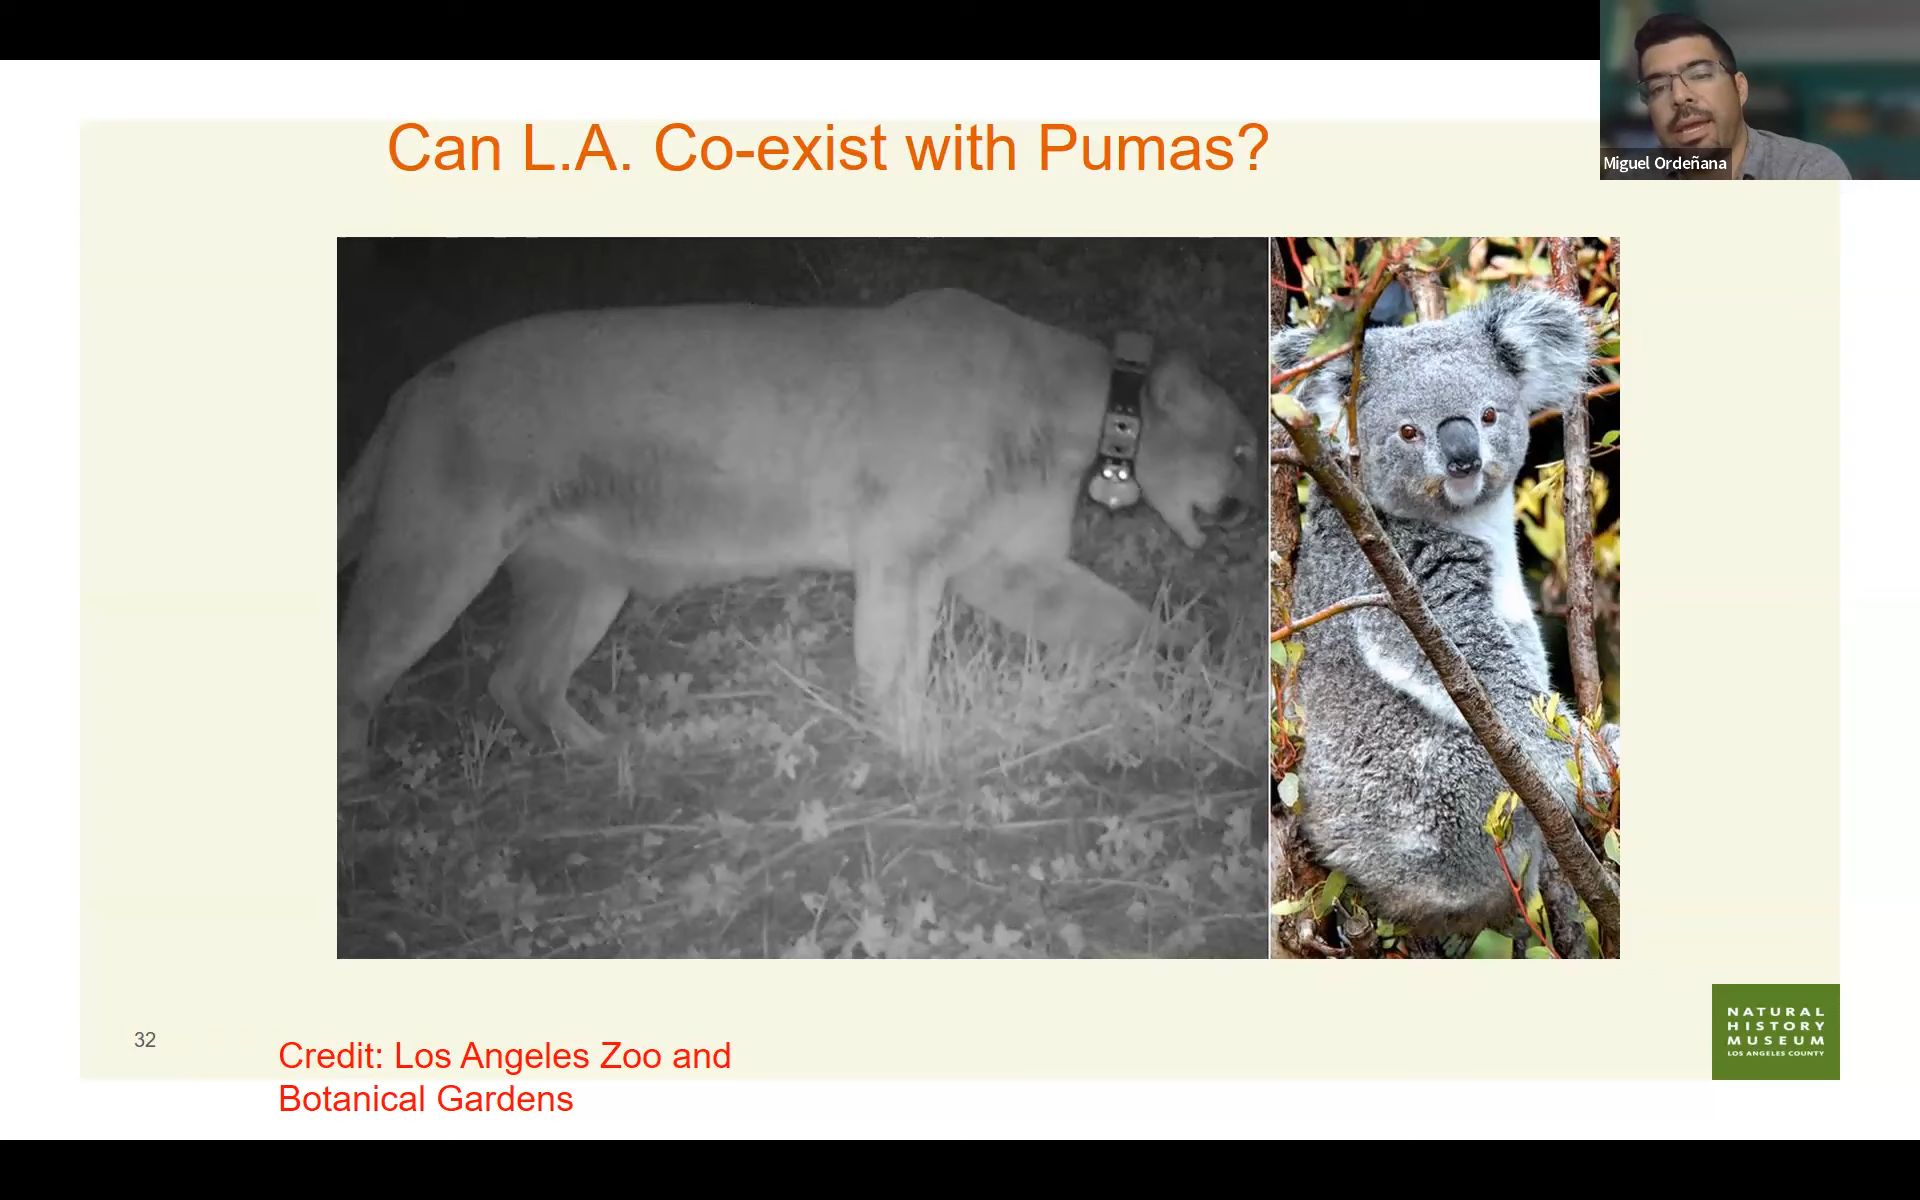 Can L.A. Co-exist with Pumas?
Miguel Ordeñana
32
Credit: Los Angeles Zoo and
Botanical Gardens
NATURAL
HISTORY
MUSEUM
LOS ANGELES COUNTY